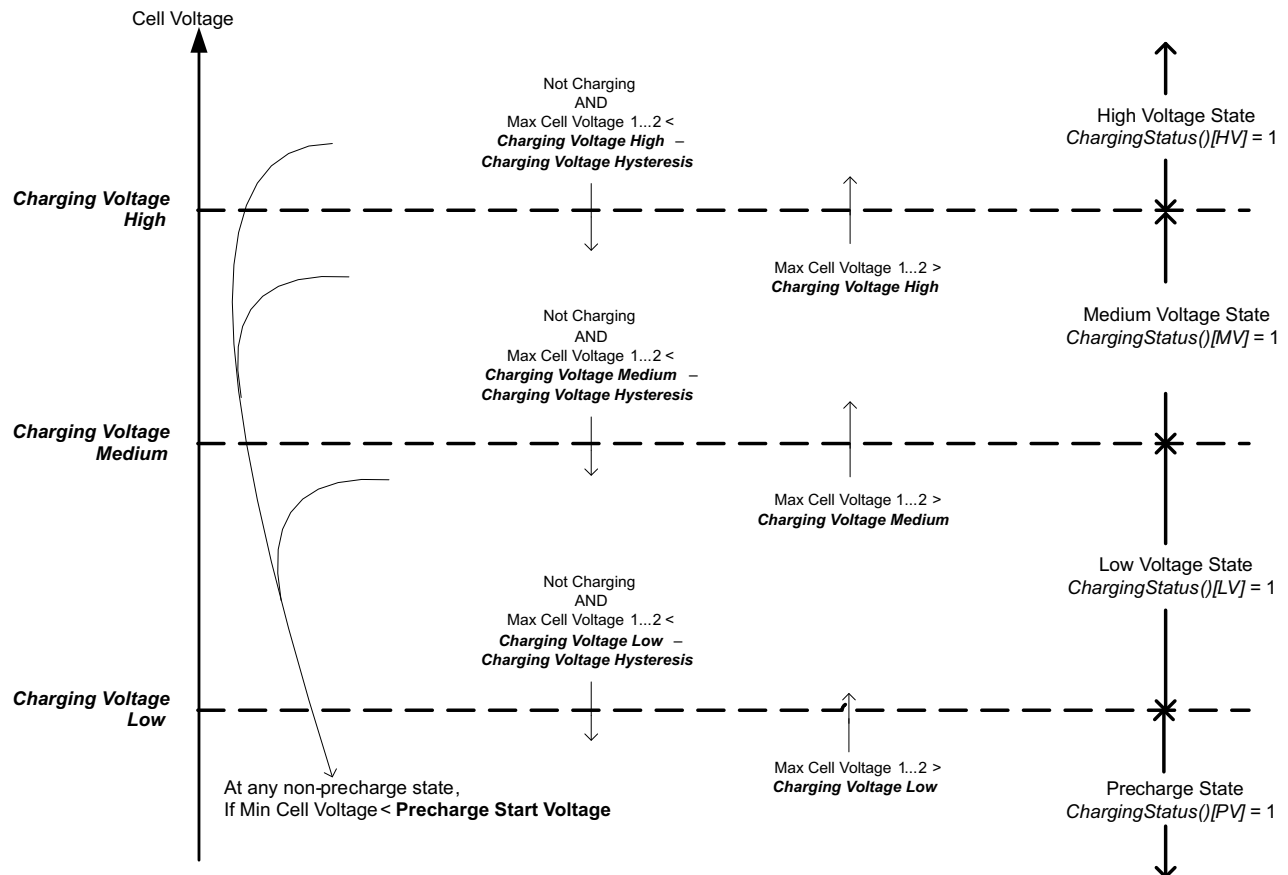 Cell Voltage
Not Charging
AND
Max Cell Voltage 1...2 <
Charging Voltage High –
Charging Voltage Hysteresis
High Voltage State
ChargingStatus()[HV] = 1
Charging Voltage
High
Max Cell Voltage 1...2 >
Charging Voltage High
Not Charging
AND
Max Cell Voltage 1...2 <
Charging Voltage Medium –
Charging Voltage Hysteresis
Medium Voltage State
ChargingStatus()[MV] = 1
Charging Voltage
Medium
Max Cell Voltage 1...2 >
Charging Voltage Medium
Not Charging
AND
Max Cell Voltage 1...2 <
Charging Voltage Low –
Charging Voltage Hysteresis
Low Voltage State
ChargingStatus()[LV] = 1
Charging Voltage
Low
Max Cell Voltage 1...2 >
Charging Voltage Low
At any non-precharge state,
If Min Cell Voltage < Precharge Start Voltage
Precharge State
ChargingStatus()[PV] = 1